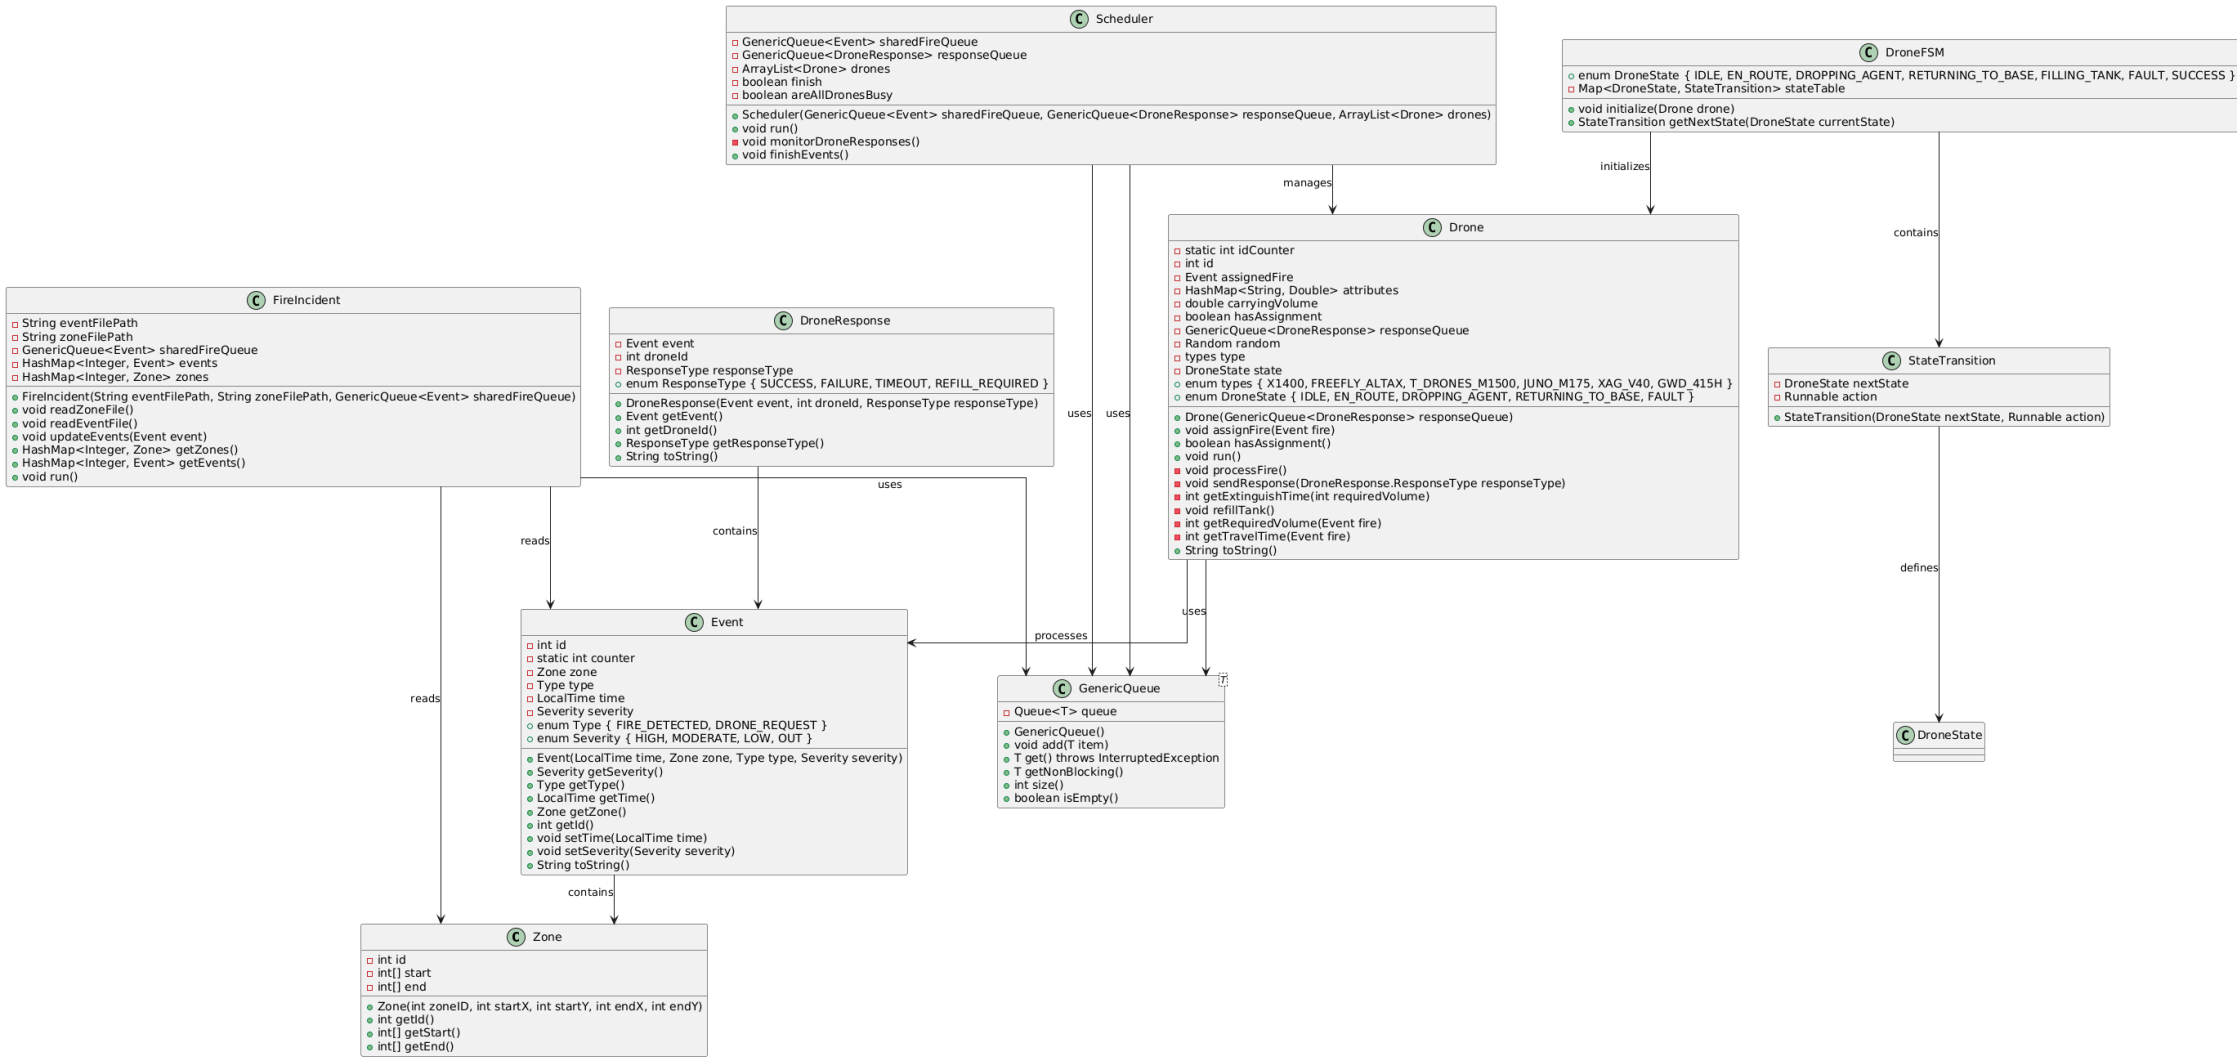 Scheduler
GenericQueue<Event> sharedFireQueue
GenericQueue<DroneResponse> responseQueue
ArrayList<Drone> drones
boolean finish
boolean areAllDronesBusy
Scheduler(GenericQueue<Event> sharedFireQueue, GenericQueue<DroneResponse> responseQueue, ArrayList<Drone> drones)
void run()
void monitorDroneResponses()
void finishEvents()
DroneFSM
enum DroneState { IDLE, EN_ROUTE, DROPPING_AGENT, RETURNING_TO_BASE, FILLING_TANK, FAULT, SUCCESS }
Map<DroneState, StateTransition> stateTable
void initialize(Drone drone)
StateTransition getNextState(DroneState currentState)
manages
initializes
contains
uses
uses
Drone
static int idCounter
int id
Event assignedFire
HashMap<String, Double> attributes
double carryingVolume
boolean hasAssignment
GenericQueue<DroneResponse> responseQueue
Random random
types type
DroneState state
enum types { X1400, FREEFLY_ALTAX, T_DRONES_M1500, JUNO_M175, XAG_V40, GWD_415H }
enum DroneState { IDLE, EN_ROUTE, DROPPING_AGENT, RETURNING_TO_BASE, FAULT }
Drone(GenericQueue<DroneResponse> responseQueue)
void assignFire(Event fire)
boolean hasAssignment()
void run()
void processFire()
void sendResponse(DroneResponse.ResponseType responseType)
int getExtinguishTime(int requiredVolume)
void refillTank()
int getRequiredVolume(Event fire)
int getTravelTime(Event fire)
String toString()
FireIncident
String eventFilePath
String zoneFilePath
GenericQueue<Event> sharedFireQueue
HashMap<Integer, Event> events
HashMap<Integer, Zone> zones
FireIncident(String eventFilePath, String zoneFilePath, GenericQueue<Event> sharedFireQueue)
void readZoneFile()
void readEventFile()
void updateEvents(Event event)
HashMap<Integer, Zone> getZones()
HashMap<Integer, Event> getEvents()
void run()
DroneResponse
Event event
int droneId
ResponseType responseType
enum ResponseType { SUCCESS, FAILURE, TIMEOUT, REFILL_REQUIRED }
DroneResponse(Event event, int droneId, ResponseType responseType)
Event getEvent()
int getDroneId()
ResponseType getResponseType()
String toString()
StateTransition
DroneState nextState
Runnable action
StateTransition(DroneState nextState, Runnable action)
uses
reads
contains
defines
uses
processes
reads
Event
int id
static int counter
Zone zone
Type type
LocalTime time
Severity severity
enum Type { FIRE_DETECTED, DRONE_REQUEST }
enum Severity { HIGH, MODERATE, LOW, OUT }
Event(LocalTime time, Zone zone, Type type, Severity severity)
Severity getSeverity()
Type getType()
LocalTime getTime()
Zone getZone()
int getId()
void setTime(LocalTime time)
void setSeverity(Severity severity)
String toString()
GenericQueue
T
Queue<T> queue
GenericQueue()
void add(T item)
T get() throws InterruptedException
T getNonBlocking()
int size()
boolean isEmpty()
DroneState
contains
Zone
int id
int[] start
int[] end
Zone(int zoneID, int startX, int startY, int endX, int endY)
int getId()
int[] getStart()
int[] getEnd()